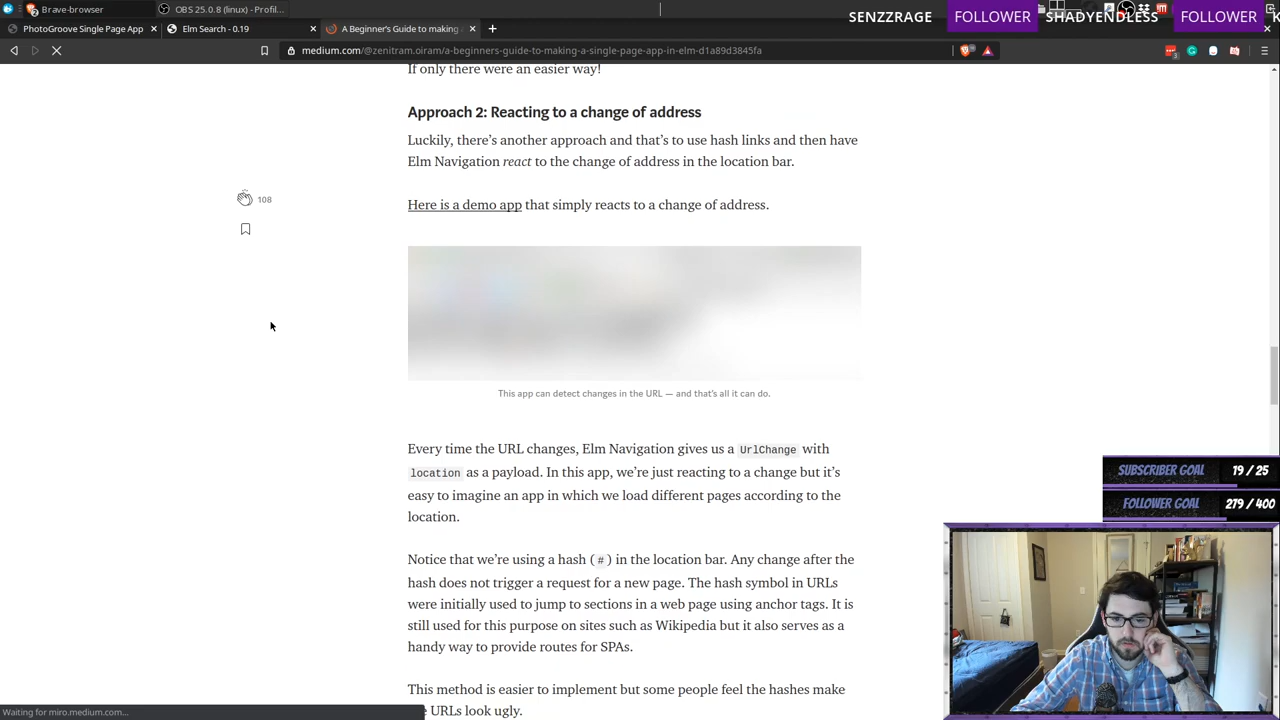 Brave-browser
OBS 25.0.8 (linux) - Profil...
SENZZRAGE FOLLOWER SHADYENDLESS FOLLOWER K
PhotoGroove Single Page App
Elm Search - 0.19
A Beginner's Guide to making
medium.com/@zenitram.oiram/a-beginners-guide-to-making-a-single-page-app-in-elm-d1a89d3845fa
If only there were an easier way!
Approach 2: Reacting to a change of address
Luckily, there's another approach and that's to use hash links and then have
Elm Navigation react to the change of address in the location bar.
108
Here is a demo app that simply reacts to a change of address.
This app can detect changes in the URL — and that's all it can do.
Every time the URL changes, Elm Navigation gives us a UrlChange with
location as a payload. In this app, we're just reacting to a change but it's
easy to imagine an app in which we load different pages according to the
location.
SUBSCRIBER GOAL 19 / 25
FOLLOWER GOAL 279 / 400
Notice that we're using a hash (#) in the location bar. Any change after the
hash does not trigger a request for a new page. The hash symbol in URLs
were initially used to jump to sections in a web page using anchor tags. It is
still used for this purpose on sites such as Wikipedia but it also serves as a
handy way to provide routes for SPAs.
This method is easier to implement but some people feel the hashes make
URLs look ugly.
Waiting for miro.medium.com...